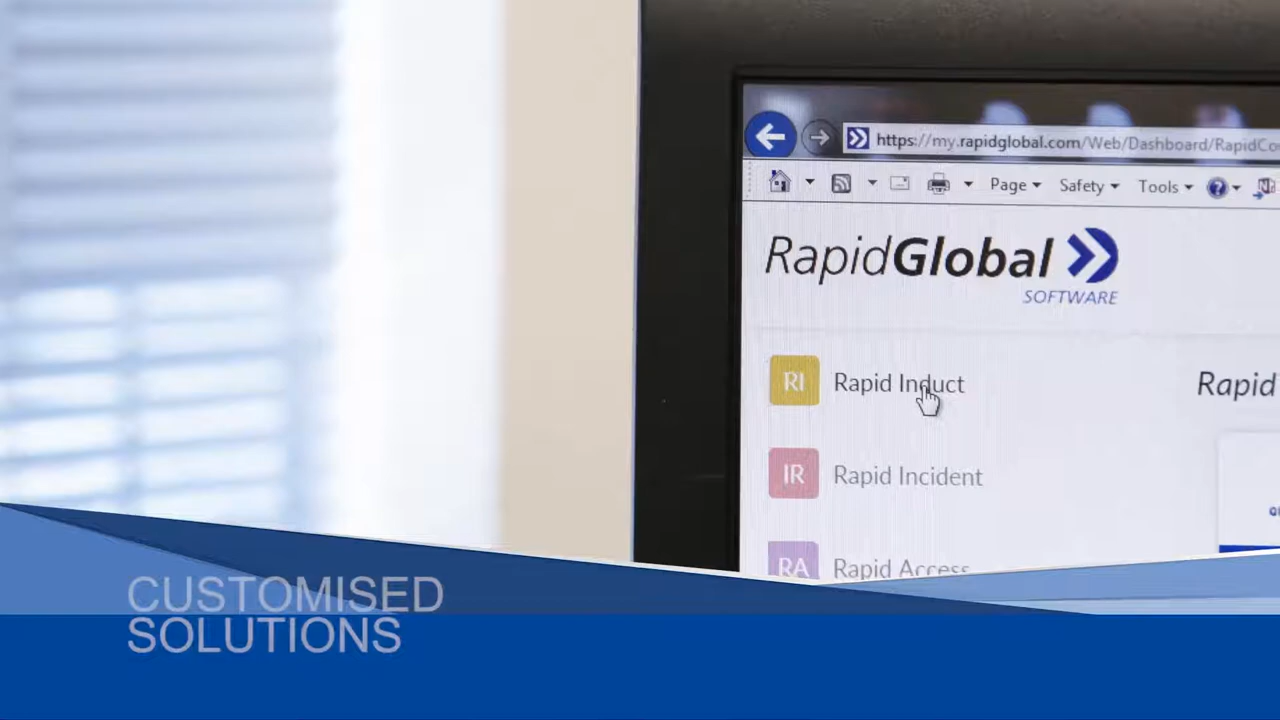 https://my.rapidglobal.com/Web/Dashboard/RapidCo
Page Safety Tools
RapidGlobal
SOFTWARE
RI Rapid Induct
Rapid
IR Rapid Incident
RA Rapid Access
CUSTOMISED
SOLUTIONS